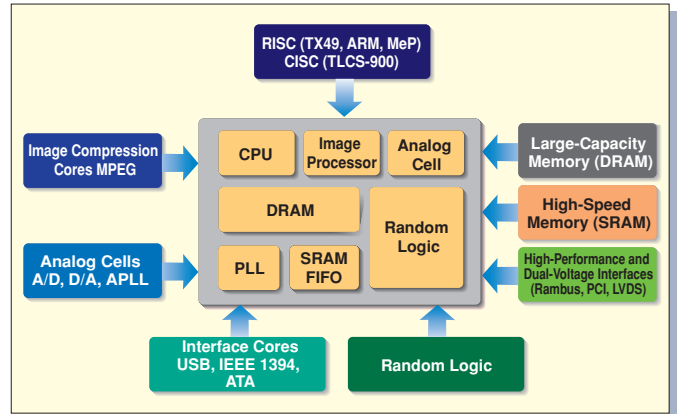 RISC (TX49, ARM, MeP)
CISC (TLCS-900)
Image Compression
Cores MPEG
CPU
Image
Processor
Analog
Cell
Large-Capacity
Memory (DRAM)
DRAM
Random
Logic
High-Speed
Memory (SRAM)
Analog Cells
A/D, D/A, APLL
PLL
SRAM
FIFO
High-Performance and
Dual-Voltage Interfaces
(Rambus, PCI, LVDS)
Interface Cores
USB, IEEE 1394,
ATA
Random Logic